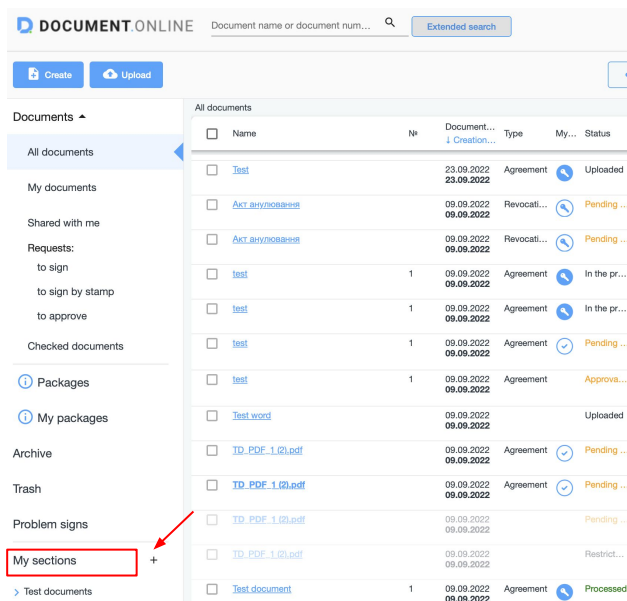 DOCUMENT.ONLINE
Document name or document num...
Extended search
Create
Upload
Documents
All documents
My documents
Shared with me
Requests:
to sign
to sign by stamp
to approve
Checked documents
Packages
My packages
Archive
Trash
Problem signs
My sections +
> Test documents
All documents
Name № Document... Type My... Status
↓ Creation...
Test 23.09.2022 Agreement Uploaded
23.09.2022
Акт анулювання 09.09.2022 Revocati... Pending ...
09.09.2022
Акт анулювання 09.09.2022 Revocati... Pending ...
09.09.2022
test 1 09.09.2022 Agreement In the pr...
09.09.2022
test 1 09.09.2022 Agreement In the pr...
09.09.2022
test 1 09.09.2022 Agreement Pending ...
09.09.2022
test 1 09.09.2022 Agreement Approva...
09.09.2022
Test word 09.09.2022 Uploaded
09.09.2022
TD_PDF_1 (2).pdf 09.09.2022 Agreement Pending ...
09.09.2022
TD_PDF_1 (2).pdf 09.09.2022 Agreement Pending ...
09.09.2022
TD_PDF_1 (2).pdf 09.09.2022 Pending ...
09.09.2022
TD_PDF_1 (2).pdf 09.09.2022 Restrict...
09.09.2022
Test document 1 09.09.2022 Agreement Processed
09.09.2022